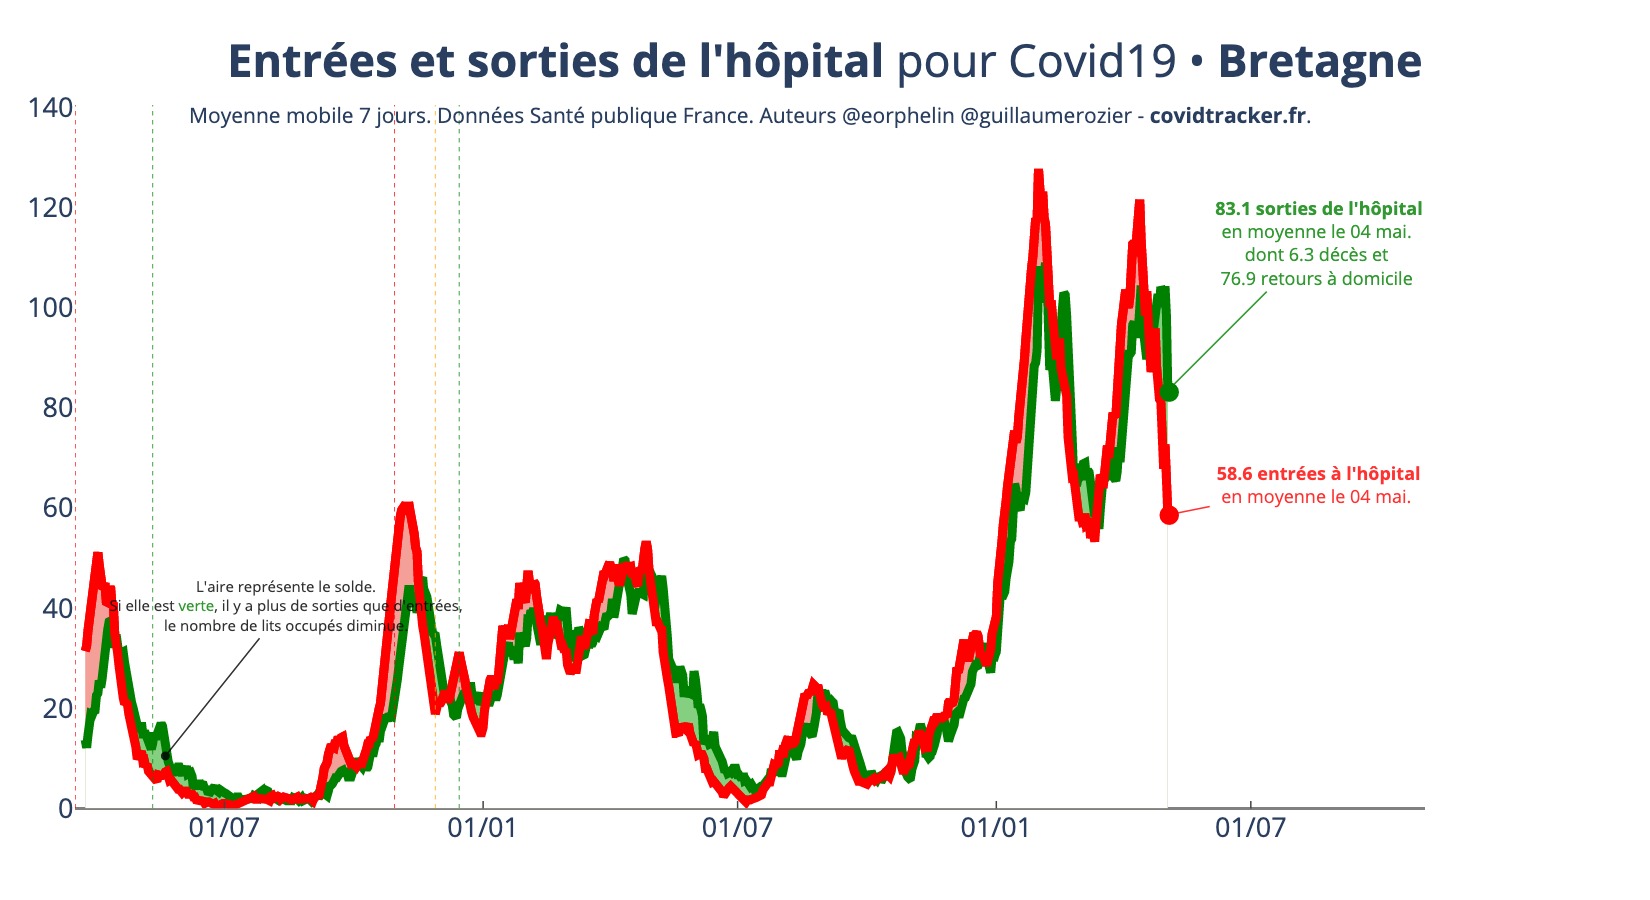 Entrées et sorties de l'hôpital pour Covid19 • Bretagne
Moyenne mobile 7 jours. Données Santé publique France. Auteurs @eorphelin @guillaumerozier - covidtracker.fr.
140
120
100
80
60
40
20
0
83.1 sorties de l'hôpital
en moyenne le 04 mai.
dont 6.3 décès et
76.9 retours à domicile
58.6 entrées à l'hôpital
en moyenne le 04 mai.
L'aire représente le solde.
Si elle est verte, il y a plus de sorties que d'entrées,
le nombre de lits occupés diminue.
01/07
01/01
01/07
01/01
01/07